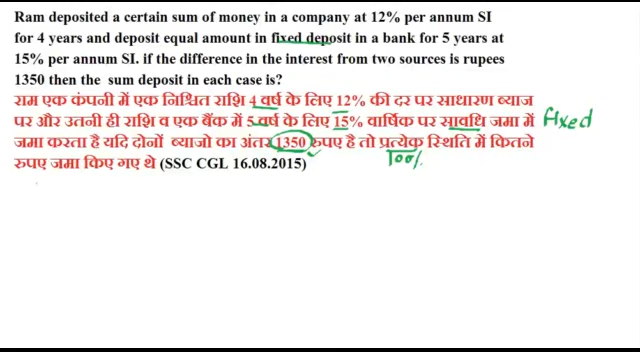 Ram deposited a certain sum of money in a company at 12% per annum SI
for 4 years and deposit equal amount in fixed deposit in a bank for 5 years at
15% per annum SI. if the difference in the interest from two sources is rupees
1350 then the  sum deposit in each case is?
राम एक कंपनी में एक निश्चित राशि 4 वर्ष के लिए 12% की दर पर साधारण ब्याज
पर और उतनी ही राशि व एक बैंक में 5 वर्ष के लिए 15% वार्षिक पर सावधि जमा में fixed
जमा करता है यदि दोनों  ब्याजो का अंतर 1350 रुपए है तो प्रत्येक स्थिति में कितने
रुपए जमा किए गए थे (SSC CGL 16.08.2015) 100%